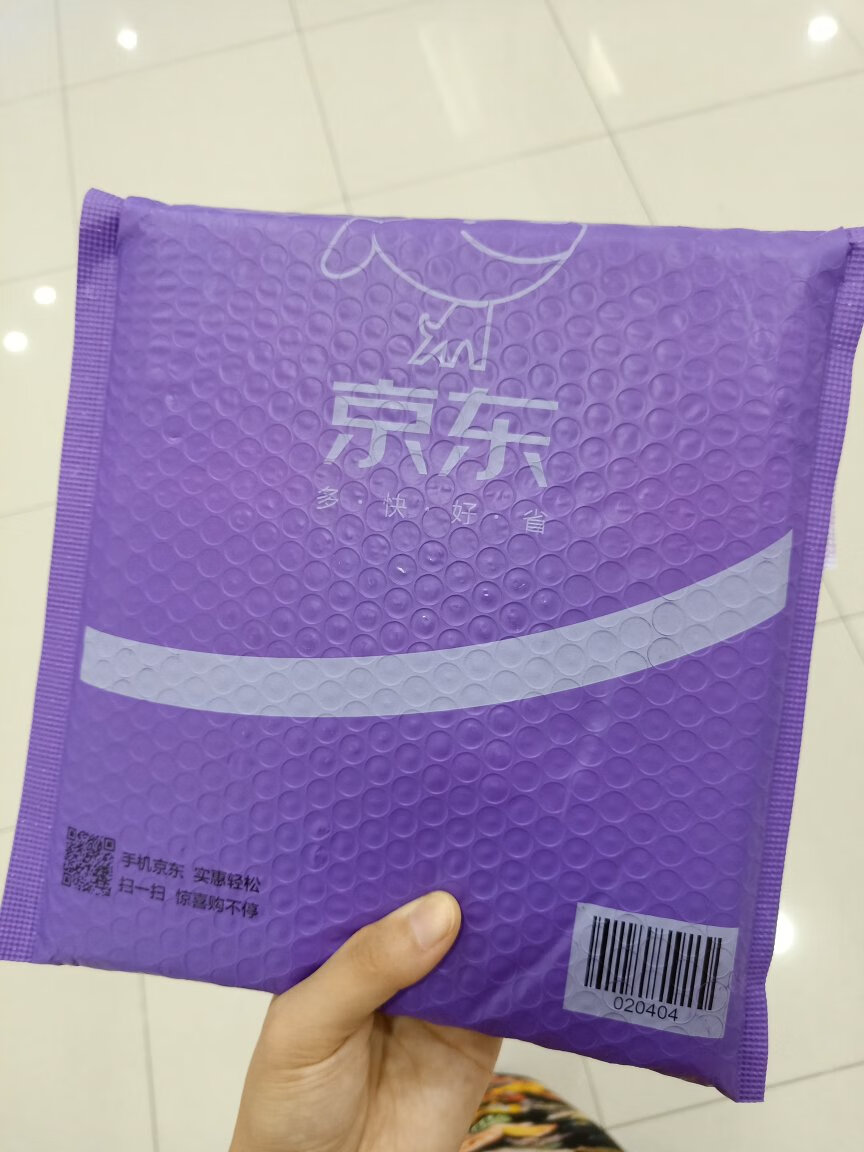 京东
多·快·好·省
手机京东 实惠轻松
扫一扫 惊喜购不停
020404